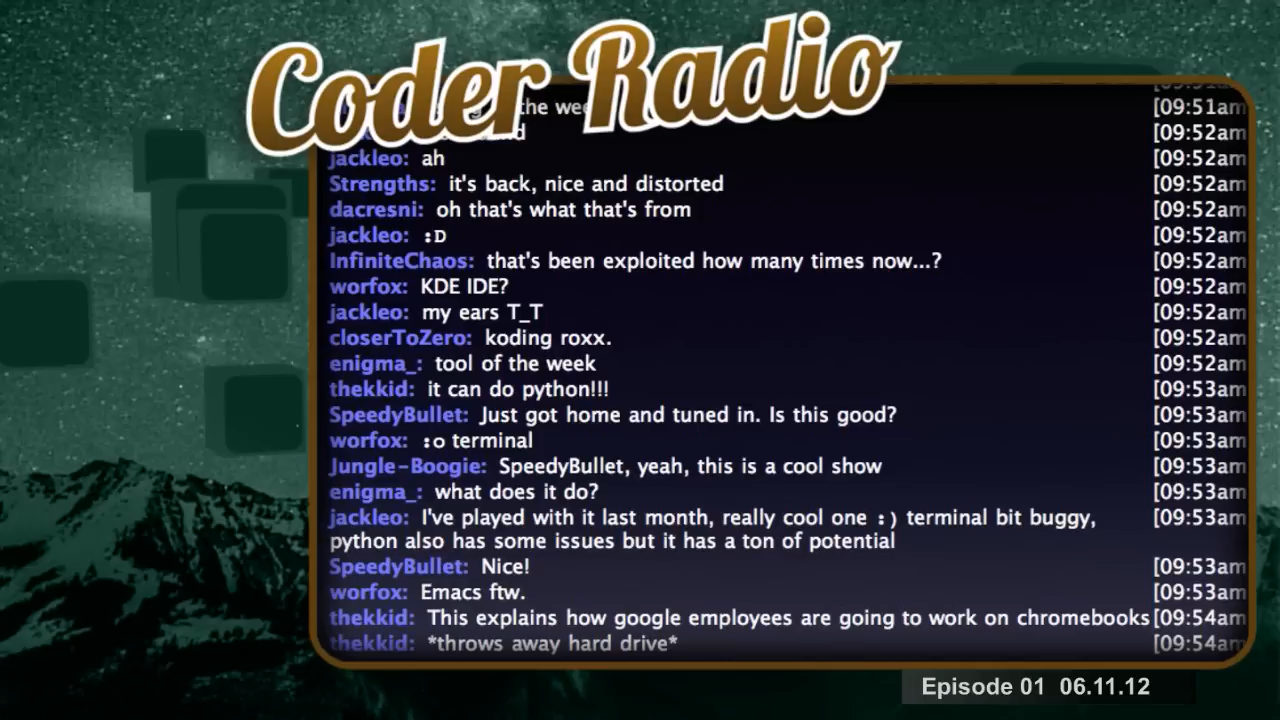 Coder Radio
the wee
[09:51am
[09:52am
jackleo: ah [09:52am
Strengths: it's back, nice and distorted [09:52am
dacresni: oh that's what that's from [09:52am
jackleo: :D [09:52am
InfiniteChaos: that's been exploited how many times now...? [09:52am
worfox: KDE IDE? [09:52am
jackleo: my ears T_T [09:52am
closerToZero: koding roxx. [09:52am
enigma_: tool of the week [09:52am
thekkid: it can do python!!! [09:53am
SpeedyBullet: Just got home and tuned in. Is this good? [09:53am
worfox: :o terminal [09:53am
Jungle-Boogie: SpeedyBullet, yeah, this is a cool show [09:53am
enigma_: what does it do? [09:53am
jackleo: I've played with it last month, really cool one :) terminal bit buggy, [09:53am
python also has some issues but it has a ton of potential
SpeedyBullet: Nice! [09:53am
worfox: Emacs ftw. [09:53am
thekkid: This explains how google employees are going to work on chromebooks [09:54am
thekkid: *throws away hard drive* [09:54am
Episode 01 06.11.12